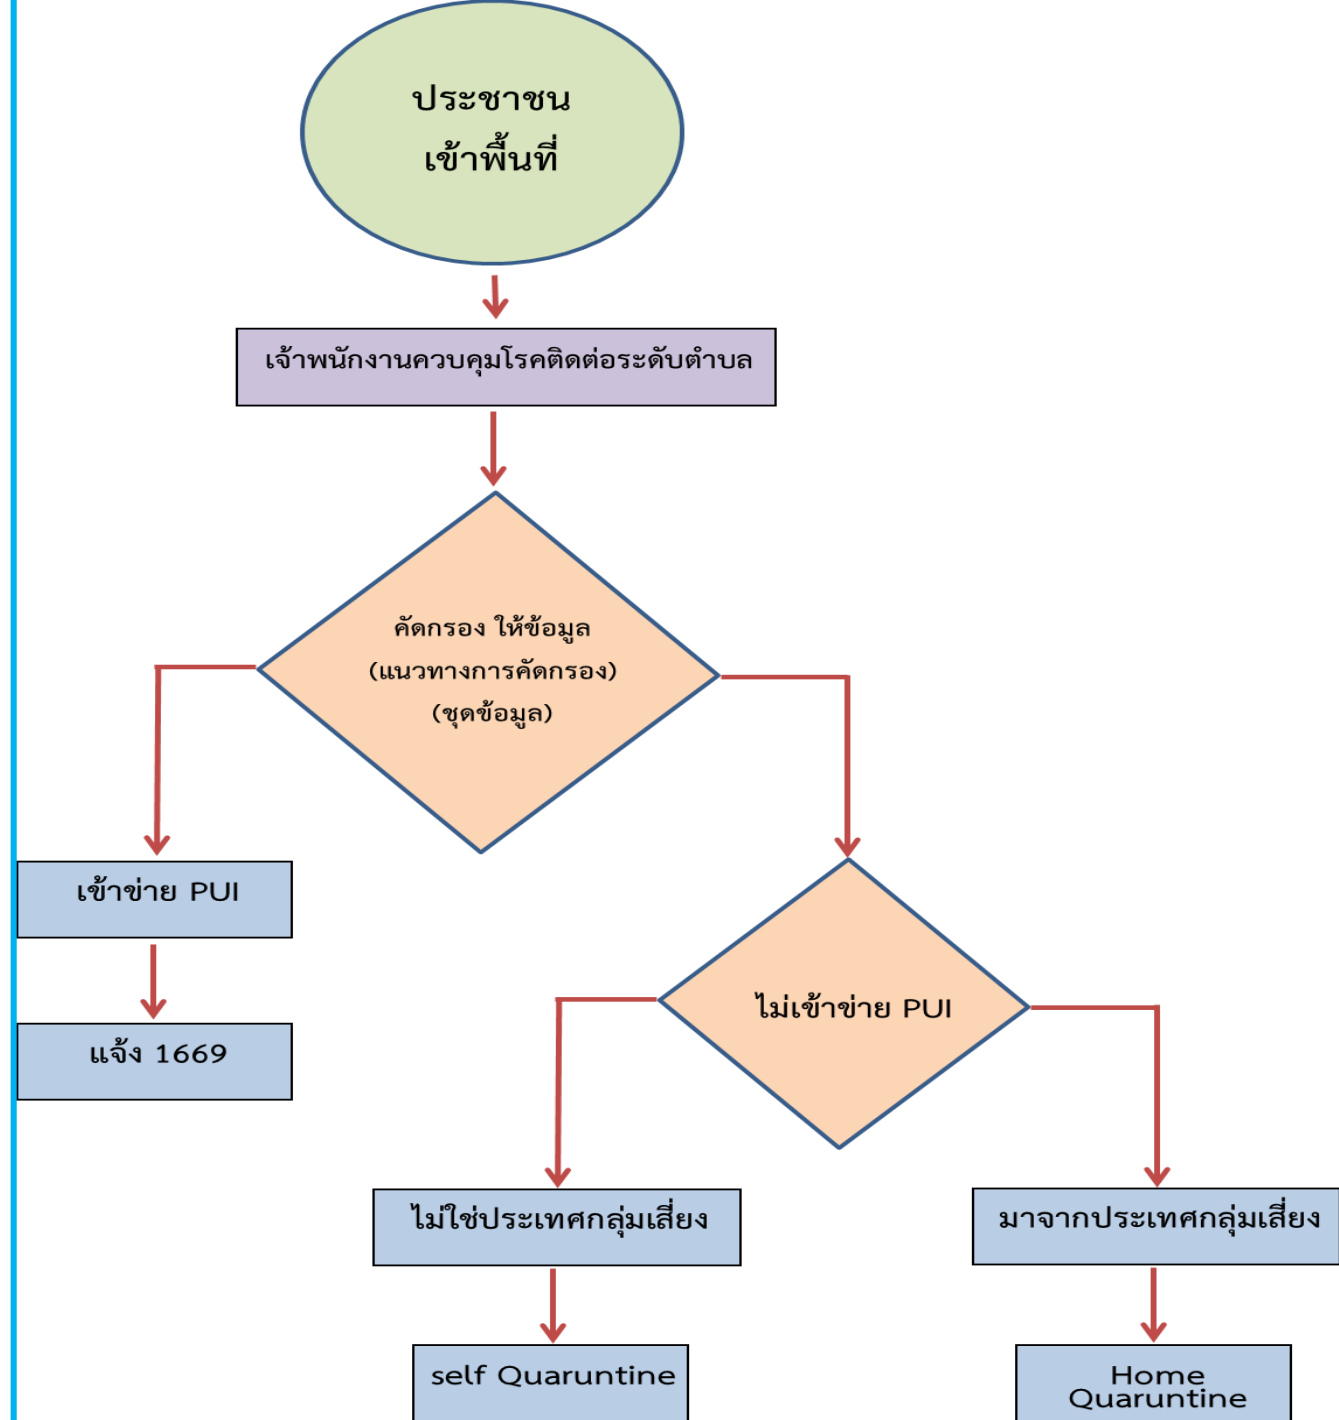 ประชาชน
เข้าพื้นที่
เจ้าพนักงานควบคุมโรคติดต่อระดับตำบล
คัดกรอง ให้ข้อมูล
(แนวทางการคัดกรอง)
(ชุดข้อมูล)
เข้าข่าย PUI
แจ้ง 1669
ไม่เข้าข่าย PUI
ไม่ใช่ประเทศกลุ่มเสี่ยง
มาจากประเทศกลุ่มเสี่ยง
self Quaruntine
Home
Quaruntine